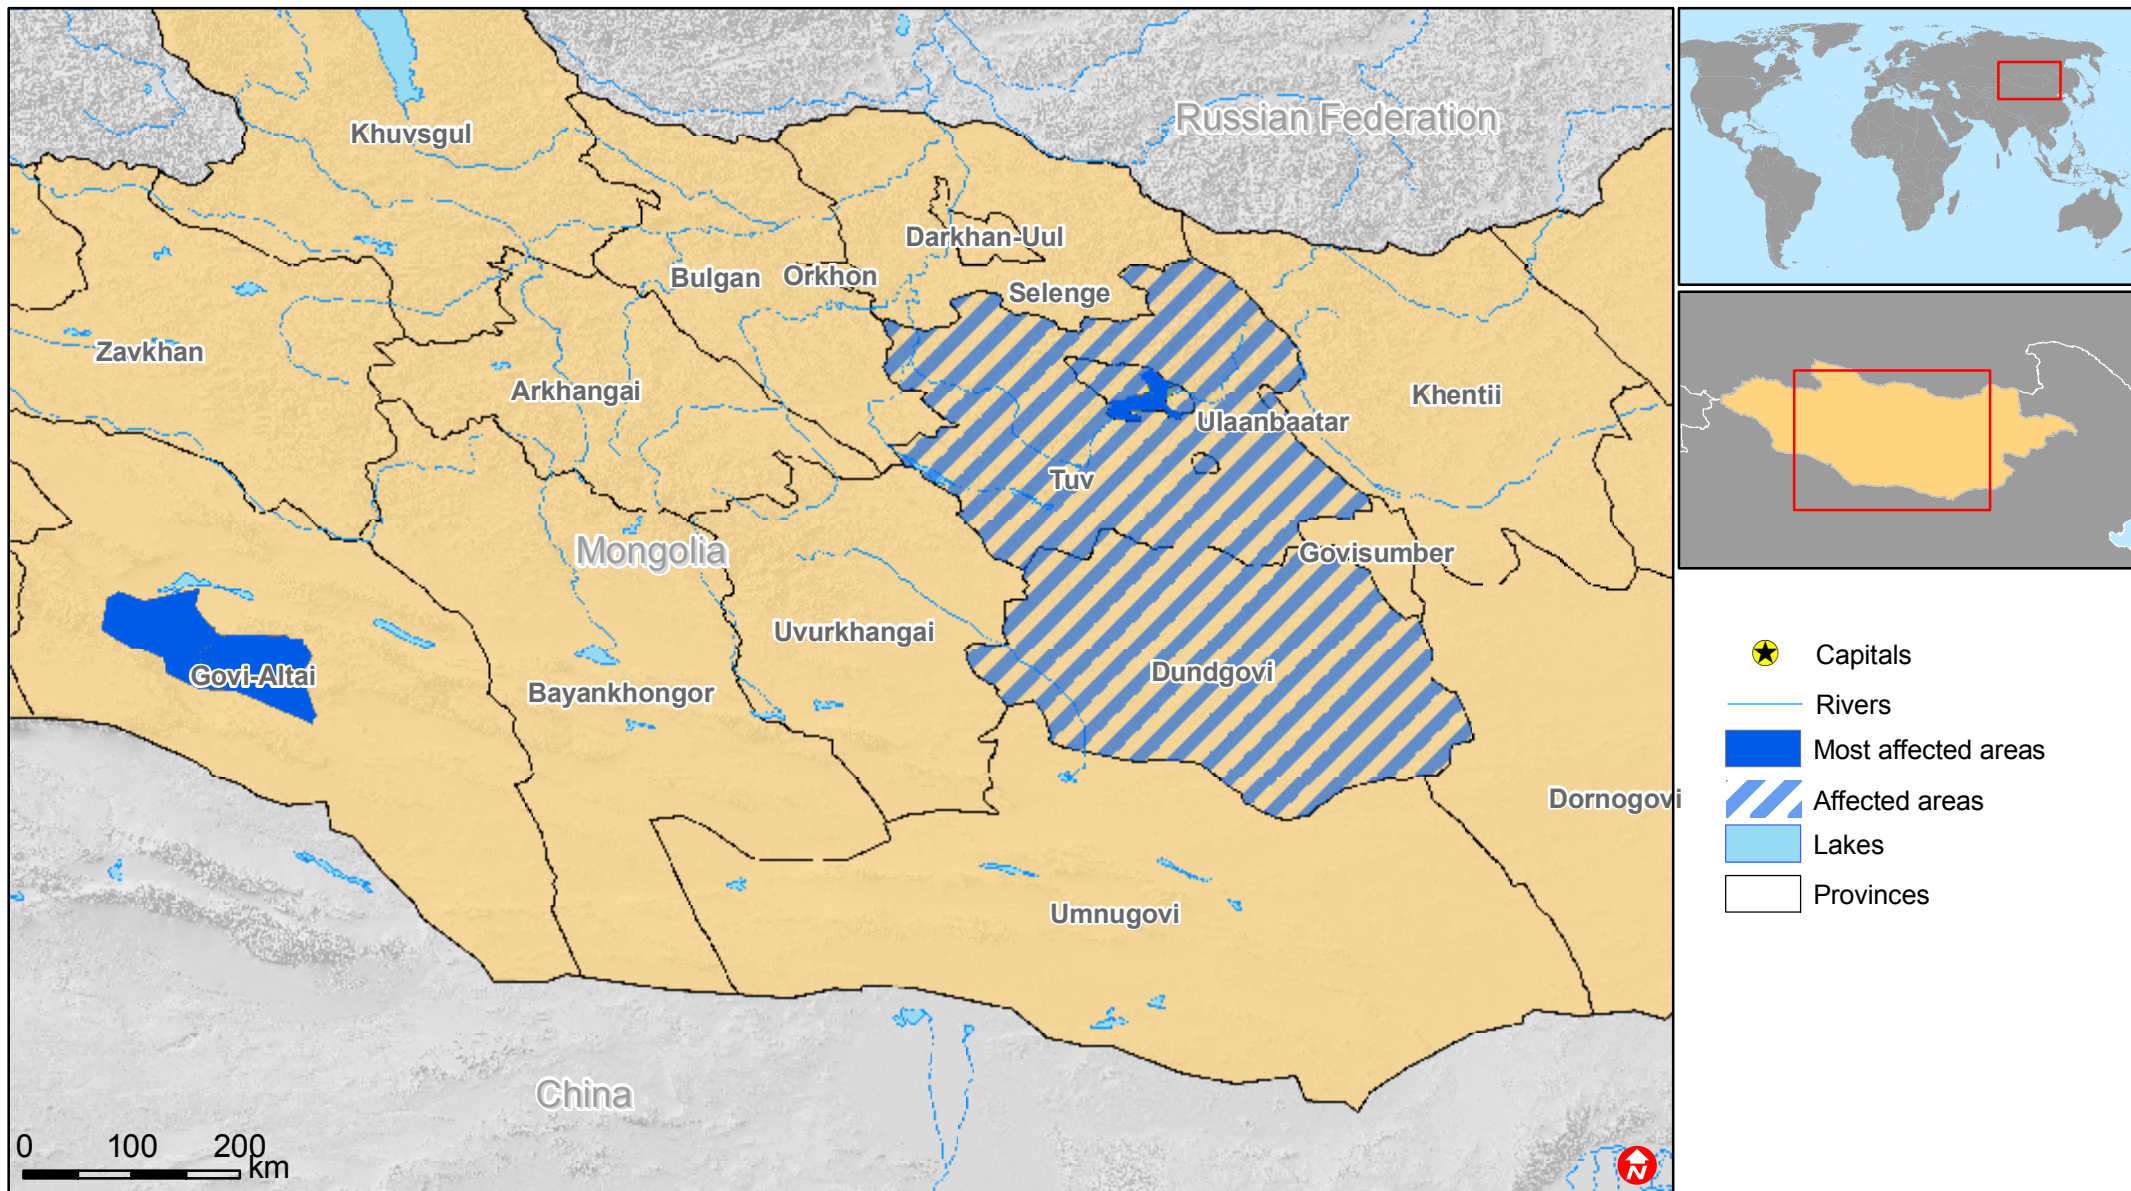 Russian Federation
Khuvsgul
Darkhan-Uul
Bulgan
Orkhon
Selenge
Zavkhan
Arkhangai
Khentii
Ulaanbaatar
Tuv
Mongolia
Govisumber
Uvurkhangai
Govi-Altai
Bayankhongor
Dundgovi
Dornogovi
Umnugovi
China
0 100 200
km
N
Capitals
Rivers
Most affected areas
Affected areas
Lakes
Provinces